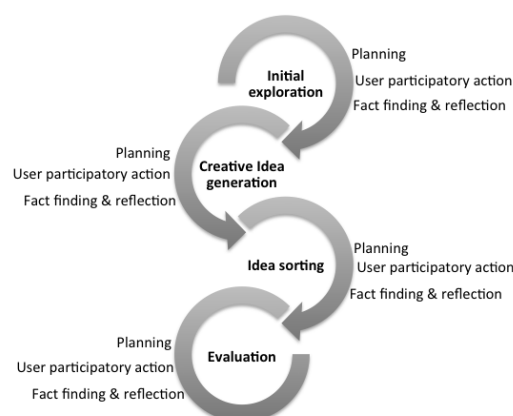 Planning
User participatory action
Fact finding & reflection
Initial
exploration
Planning
User participatory action
Fact finding & reflection
Creative Idea
generation
Planning
User participatory action
Fact finding & reflection
Idea sorting
Planning
User participatory action
Fact finding & reflection
Evaluation